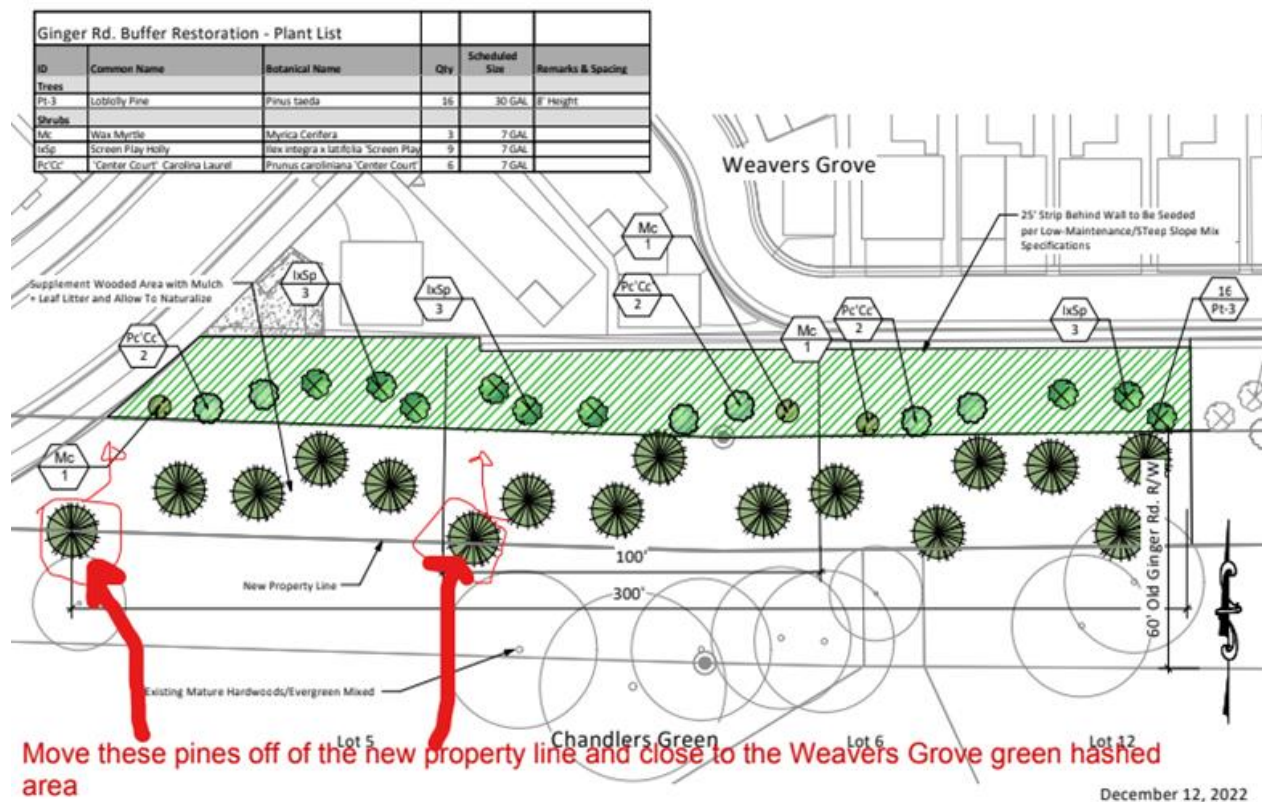 Ginger Rd. Buffer Restoration - Plant List
ID Common Name Botanical Name Qty Scheduled Size Remarks & Spacing
Trees
Pt-3 Loblolly Pine Pinus taeda 16 30 GAL 8' Height
Shrubs
Mc Wax Myrtle Myrica Cerifera 3 7 GAL
IxSp Screen Play Holly Ilex integra x latifolia 'Screen Play 9 7 GAL
Pc'Cc' 'Center Court' Carolina Laurel Prunus caroliniana 'Center Court' 6 7 GAL
Weavers Grove
25' Strip Behind Wall to Be Seeded
per Low-Maintenance/STeep Slope Mix
Specifications
Supplement Wooded Area with Mulch
+ Leaf Litter and Allow To Naturalize
Mc
1
IxSp
3
IxSp
3
Pc'Cc'
2
16
Pt-3
Pc'Cc'
2
Mc
1
Pc'Cc'
2
IxSp
3
Mc
1
New Property Line
100'
300'
60' Old Ginger Rd. R/W
Existing Mature Hardwoods/Evergreen Mixed
Lot 5
Chandlers Green
Lot 6
Lot 12
Move these pines off of the new property line and close to the Weavers Grove green hashed
area
December 12, 2022